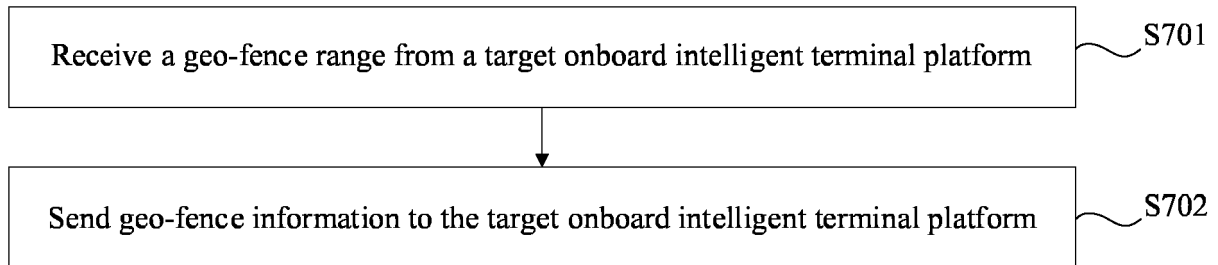 Receive a geo-fence range from a target onboard intelligent terminal platform
S701
Send geo-fence information to the target onboard intelligent terminal platform
S702